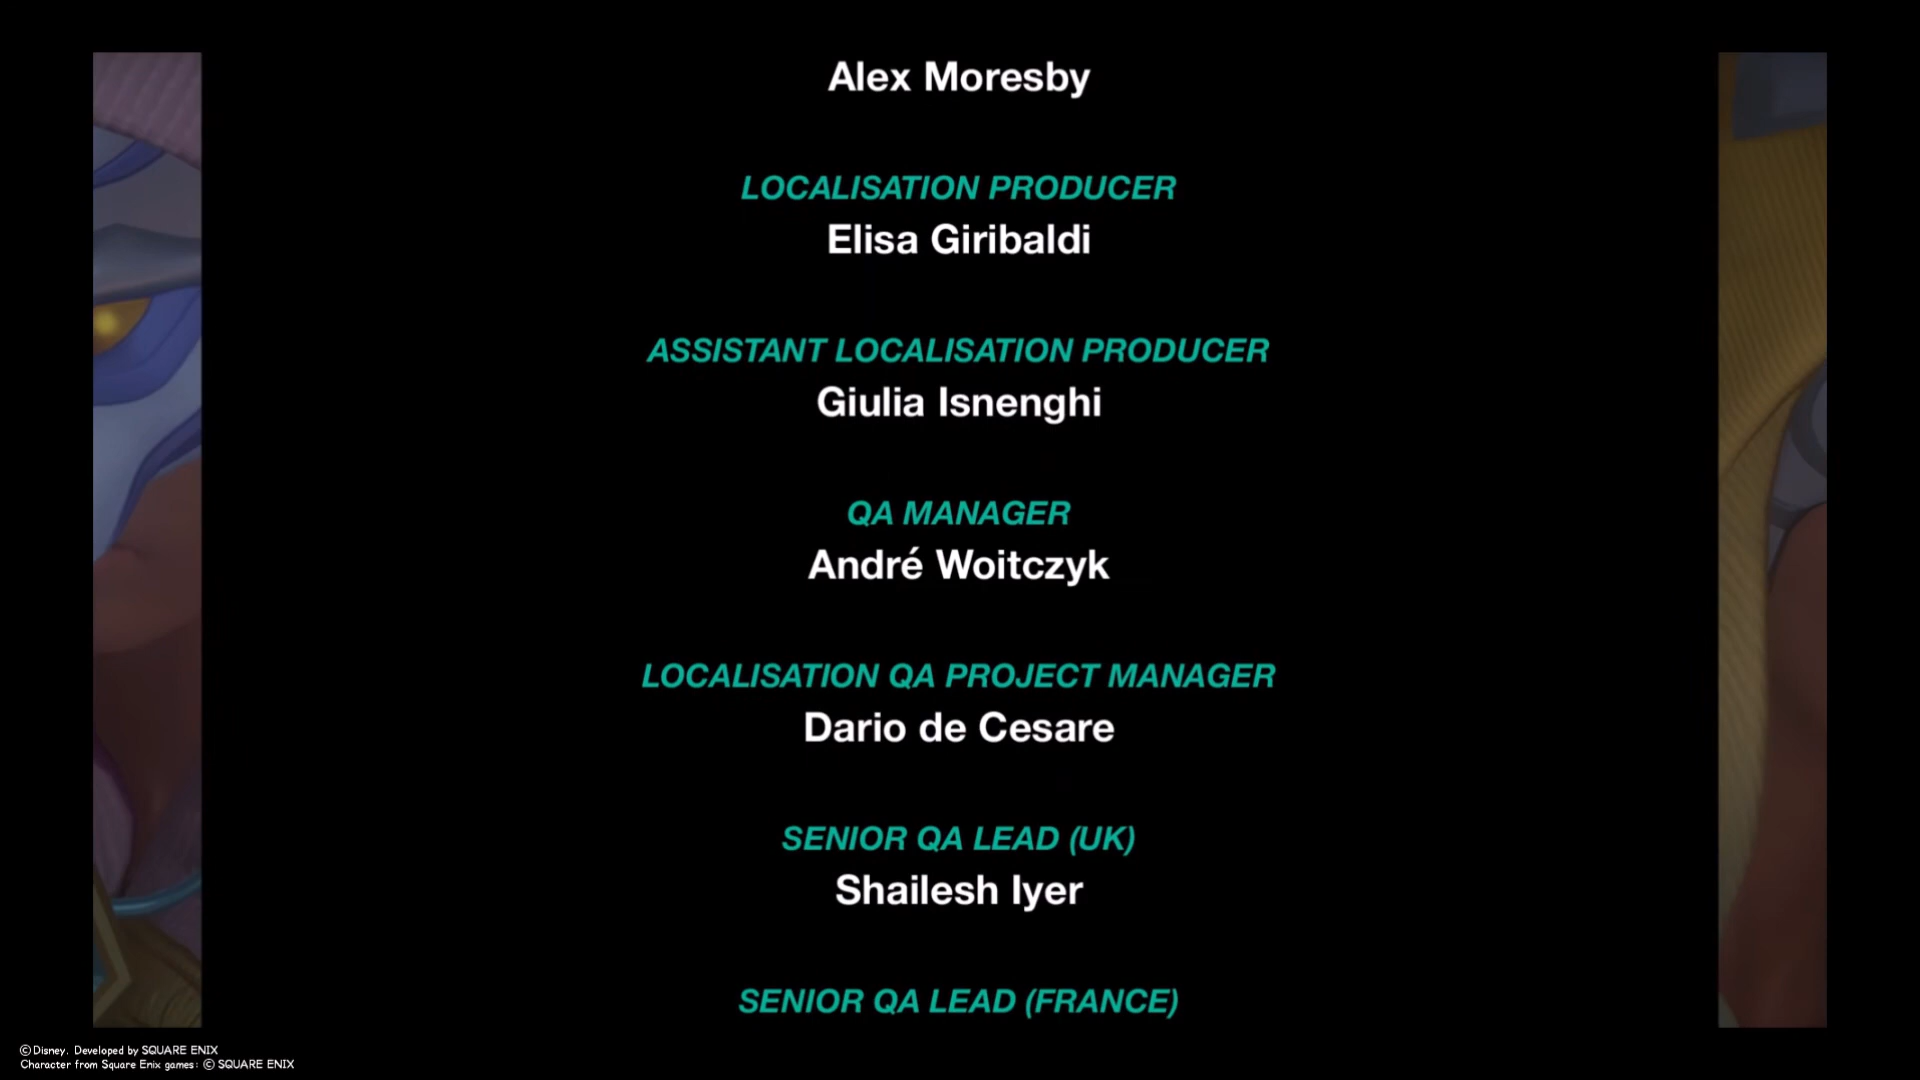 Alex Moresby
LOCALISATION PRODUCER
Elisa Giribaldi
ASSISTANT LOCALISATION PRODUCER
Giulia Isnenghi
QA MANAGER
André Woitczyk
LOCALISATION QA PROJECT MANAGER
Dario de Cesare
SENIOR QA LEAD (UK)
Shailesh Iyer
SENIOR QA LEAD (FRANCE)
©Disney. Developed by SQUARE ENIX
Character from Square Enix games: © SQUARE ENIX